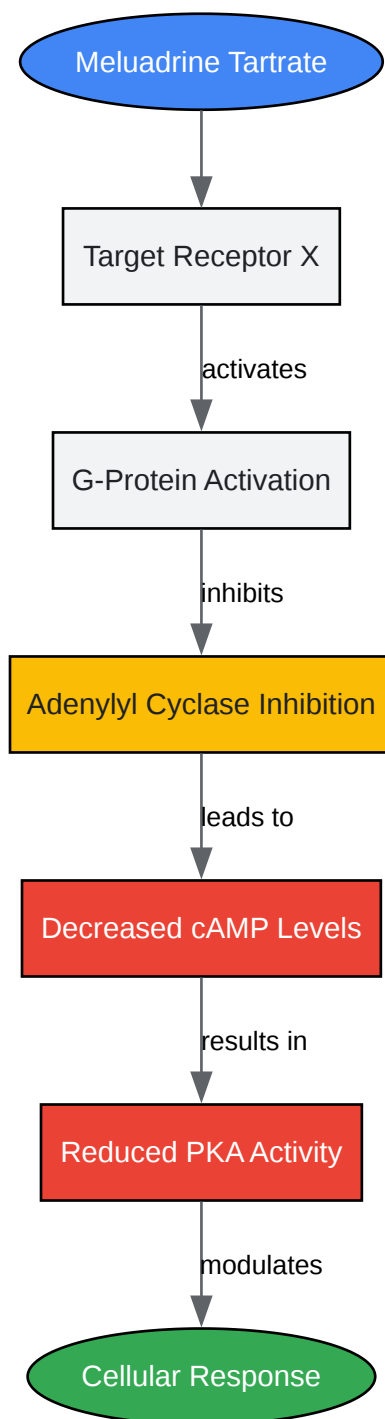 Meluadrine Tartrate
Target Receptor X
activates
G-Protein Activation
inhibits
Adenylyl Cyclase Inhibition
leads to
Decreased cAMP Levels
results in
Reduced PKA Activity
modulates
Cellular Response